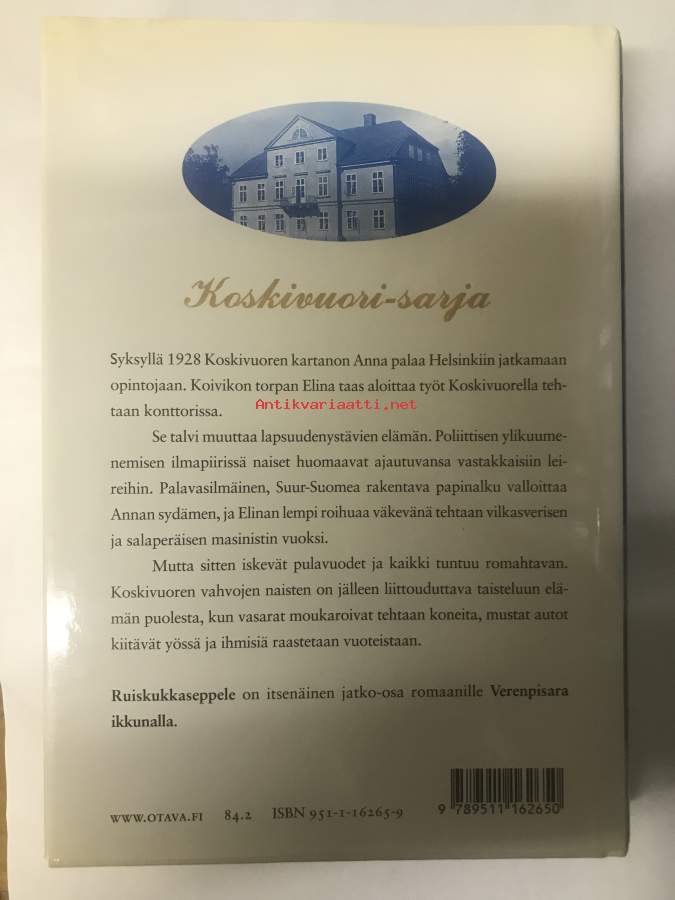 Koskivuori-sarja
Syksyllä 1928 Koskivuoren kartanon Anna palaa Helsinkiin jatkamaan
opintojaan. Koivikon torpan Elina taas aloittaa työt Koskivuorella teh-
taan konttorissa.
Antikvariaatti.net
Se talvi muuttaa lapsuudenystävien elämän. Poliittisen ylikuume-
nemisen ilmapiirissä naiset huomaavat ajautuvansa vastakkaisiin lei-
reihin. Palavasilmäinen, Suur-Suomea rakentava papinalku valloittaa
Annan sydämen, ja Elinan lempi roihuaa väkevänä tehtaan vilkasverisen
ja salaperäisen masinistin vuoksi.
Mutta sitten iskevät pulavuodet ja kaikki tuntuu romahtavan.
Koskivuoren vahvojen naisten on jälleen liittouduttava taisteluun elä-
män puolesta, kun vasarat moukaroivat tehtaan koneita, mustat autot
kiitävät yössä ja ihmisiä raastetaan vuoteistaan.
Ruiskukkaseppele on itsenäinen jatko-osa romaanille Verenpisara
ikkunalla.
WWW.OTAVA.FI 84.2 ISBN 951-1-16265-9
9 789511 162650